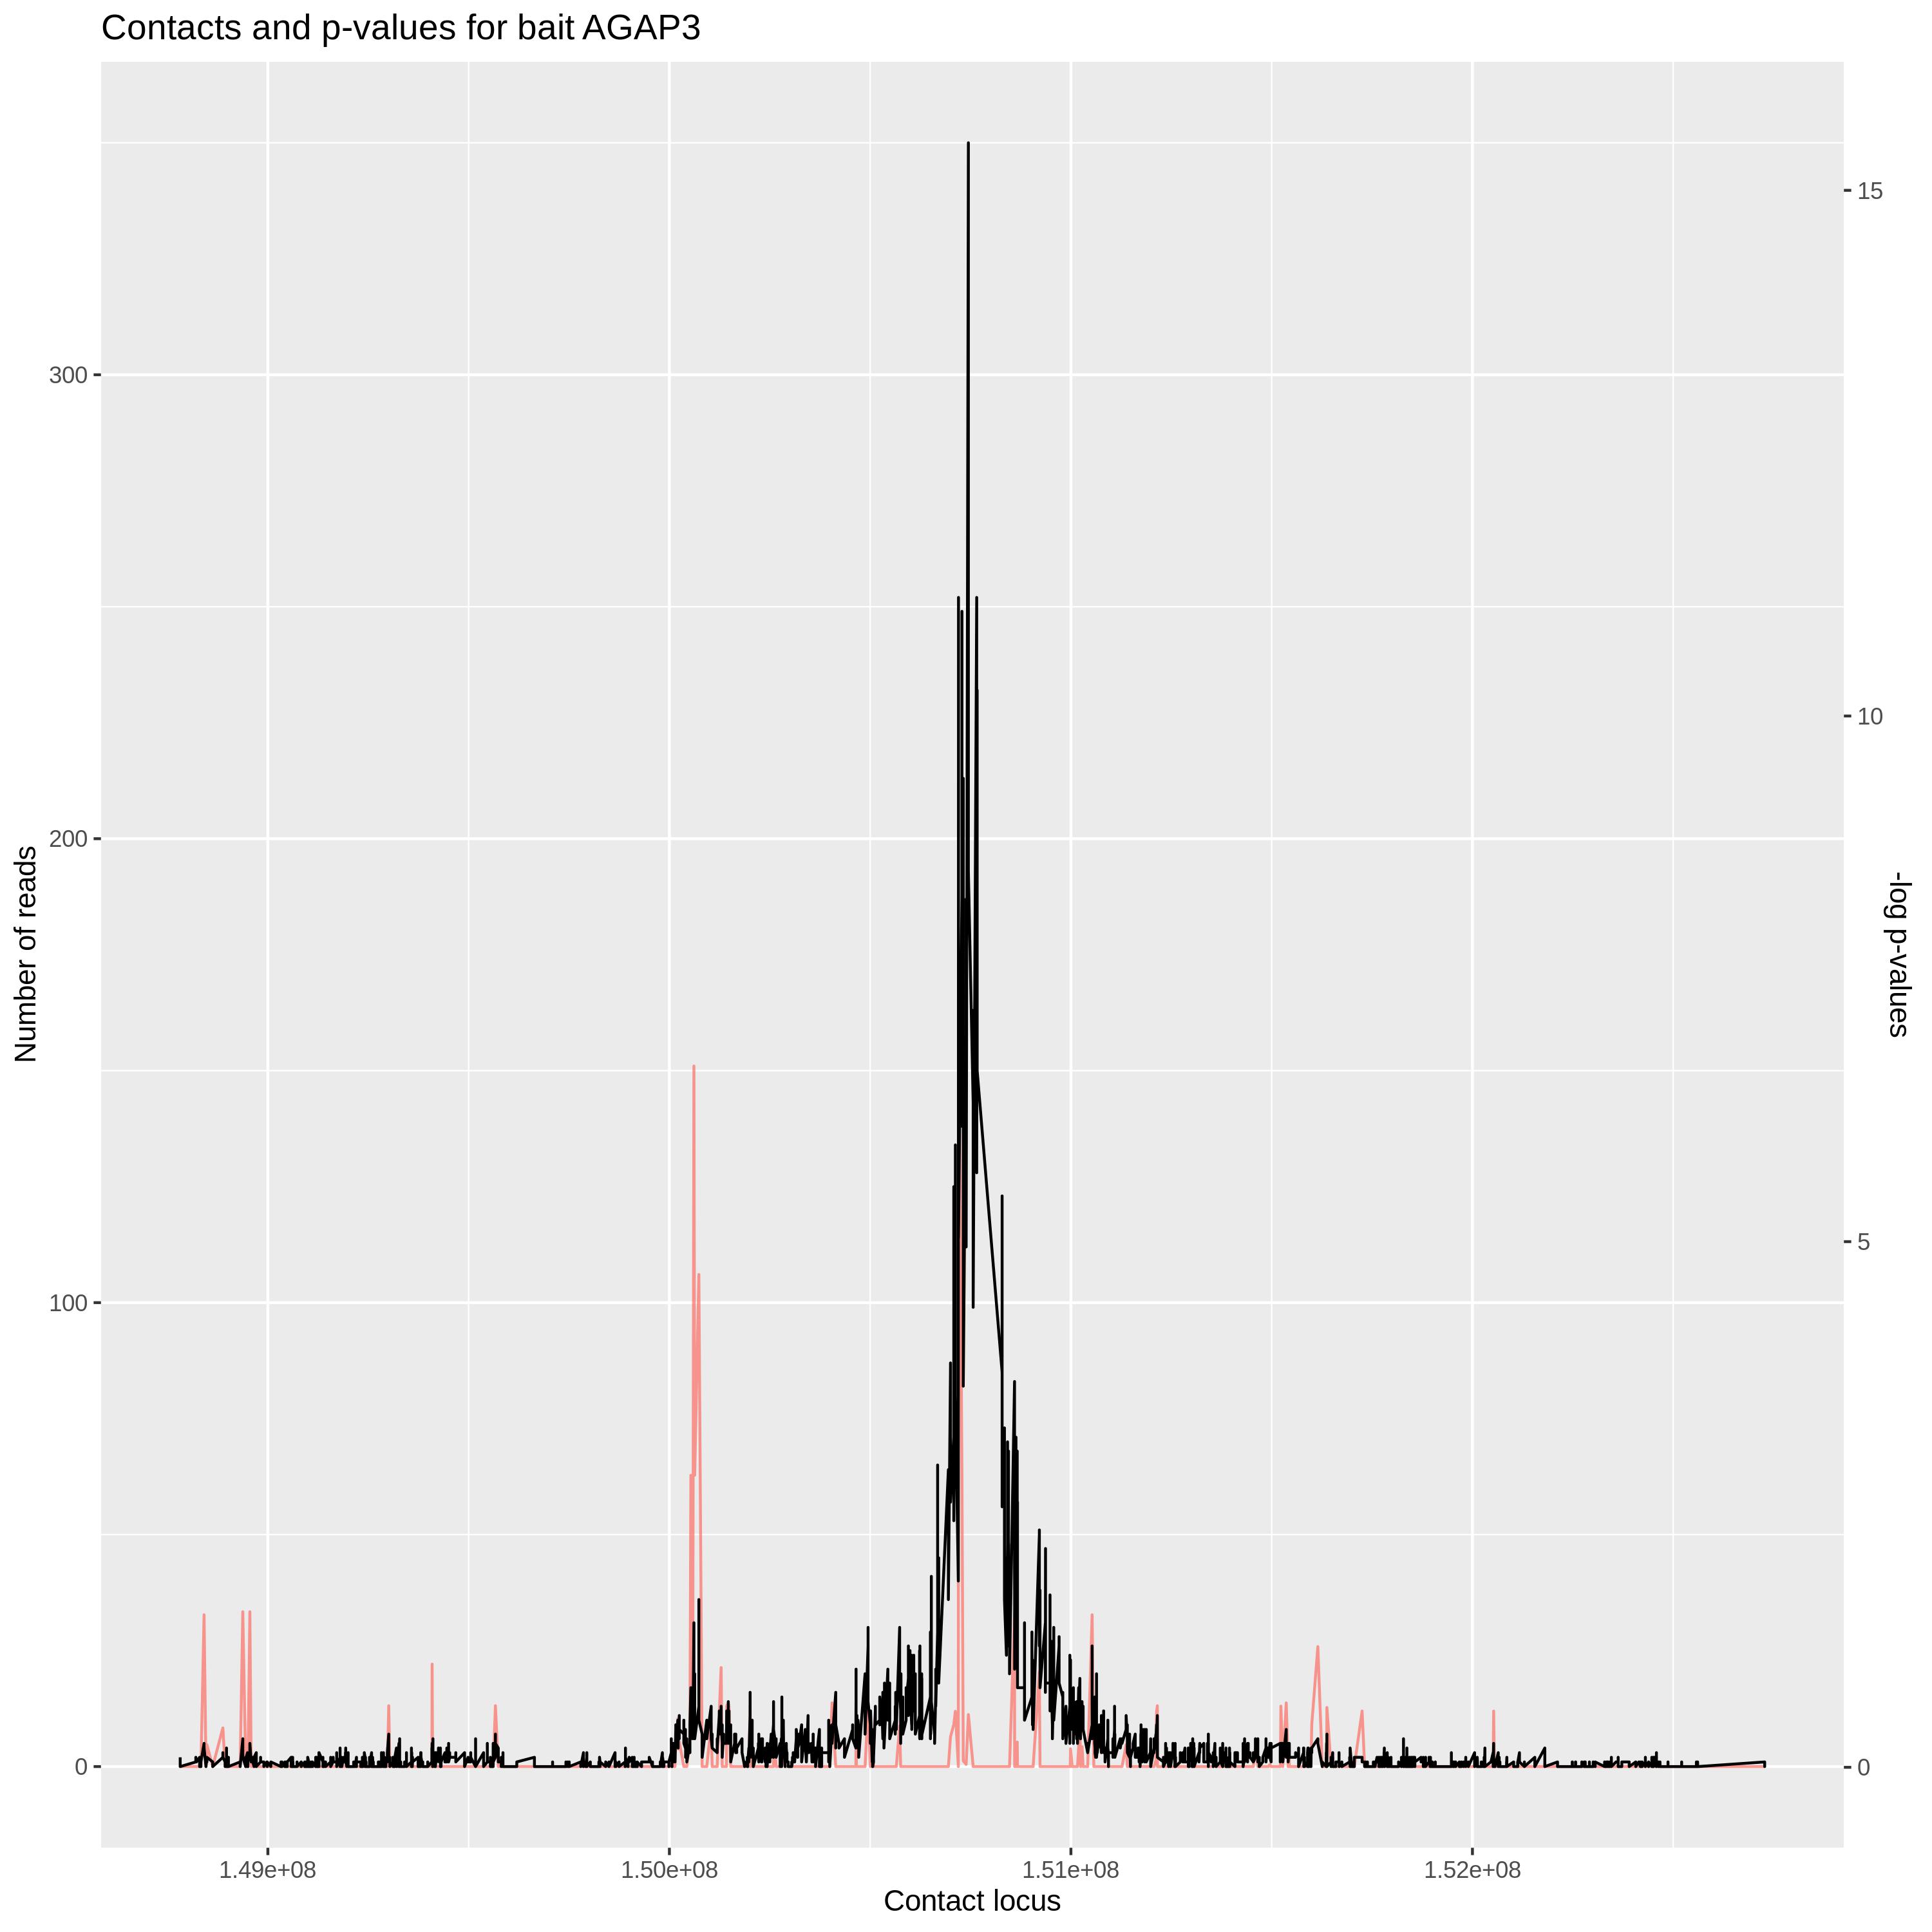 Contacts and p-values for bait AGAP3
Number of reads
300
200
100
0
15
10
5
0
-log p-values
1.49e+08 1.50e+08 1.51e+08 1.52e+08
Contact locus